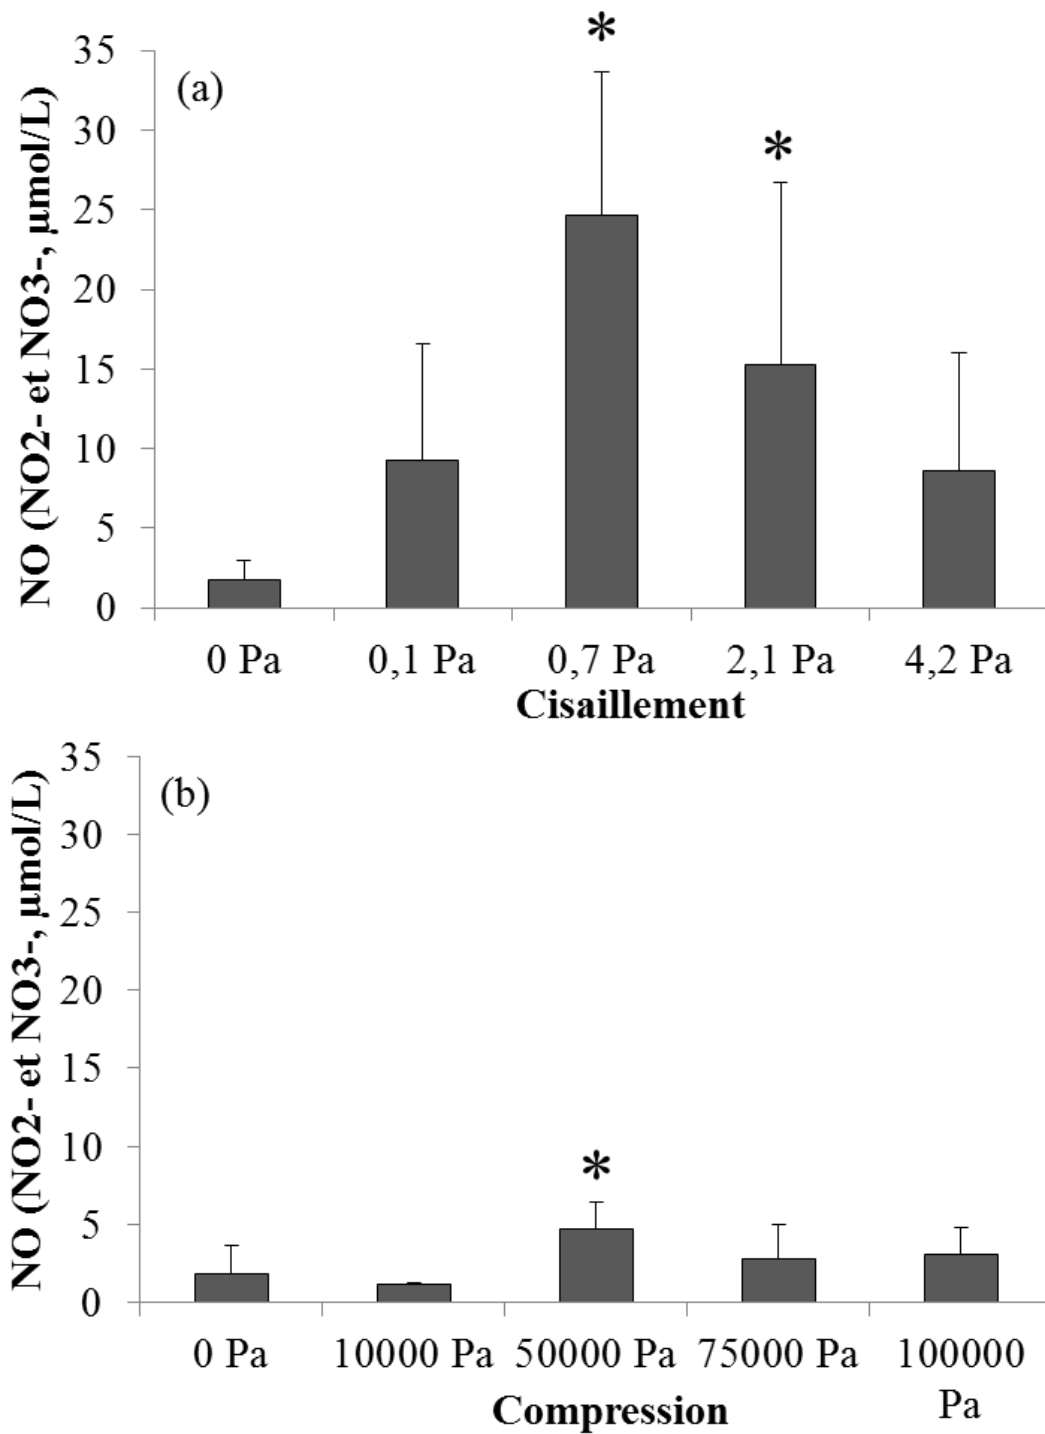 *
35
(a)
30
*
25
20
15
10
5
0
NO (NO2- et NO3-, µmol/L)
0 Pa 0,1 Pa 0,7 Pa 2,1 Pa 4,2 Pa
Cisaillement
35
(b)
30
25
20
15
10
*
5
0
NO (NO2- et NO3-, µmol/L)
0 Pa 10000 Pa 50000 Pa 75000 Pa 100000
Pa
Compression